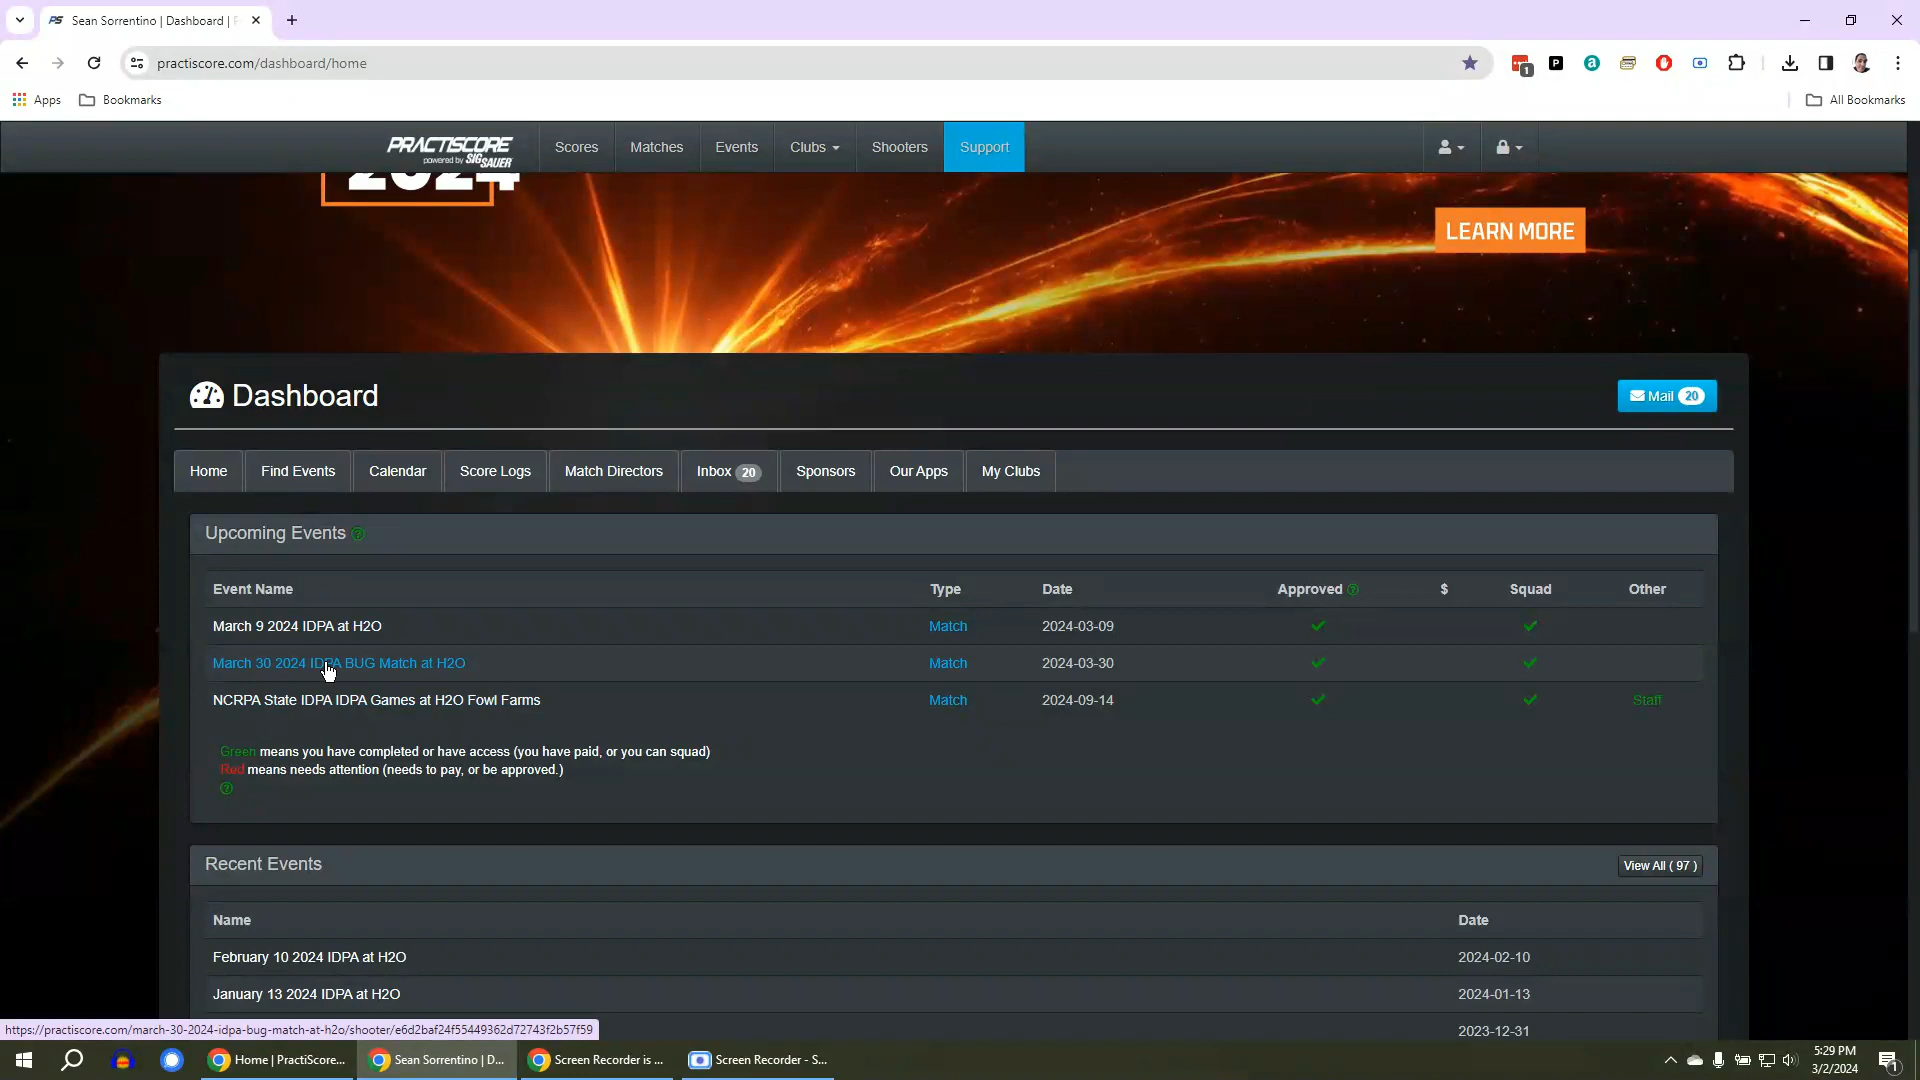 Sean Sorrentino | Dashboard |
practiscore.com/dashboard/home
1
Apps
Bookmarks
All Bookmarks
PRACTISCORE
powered by SIG SAUER
Scores
Matches
Events
Clubs
Shooters
Support
2024
LEARN MORE
Dashboard
Mail 20
Home
Find Events
Calendar
Score Logs
Match Directors
Inbox 20
Sponsors
Our Apps
My Clubs
Upcoming Events
Event Name Type Date Approved $ Squad Other
March 9 2024 IDPA at H2O Match 2024-03-09
March 30 2024 IDPA BUG Match at H2O Match 2024-03-30
NCRPA State IDPA IDPA Games at H2O Fowl Farms Match 2024-09-14 Staff
Green means you have completed or have access (you have paid, or you can squad)
Red means needs attention (needs to pay, or be approved.)
Recent Events
View All ( 97 )
Name Date
February 10 2024 IDPA at H2O 2024-02-10
January 13 2024 IDPA at H2O 2024-01-13
2023-12-31
https://practiscore.com/march-30-2024-idpa-bug-match-at-h2o/shooter/e6d2baf24f55449362d72743f2b57f59
Home | PractiScore...
Sean Sorrentino | D...
Screen Recorder is ...
Screen Recorder - S...
5:29 PM
3/2/2024
1